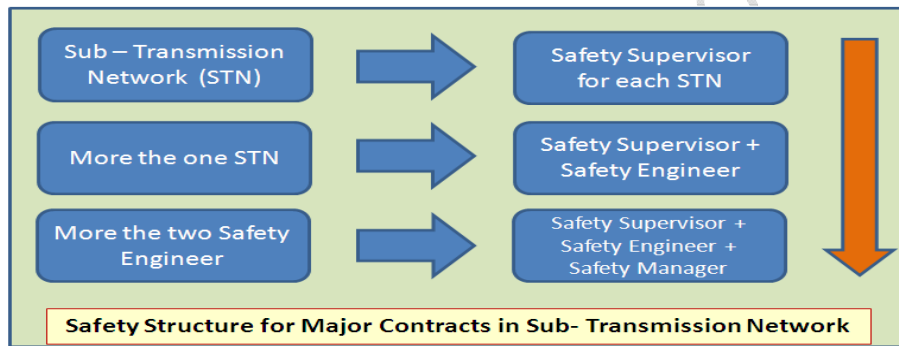 Sub – Transmission
Network (STN)
Safety Supervisor
for each STN
More the one STN
Safety Supervisor +
Safety Engineer
More the two Safety
Engineer
Safety Supervisor +
Safety Engineer +
Safety Manager
Safety Structure for Major Contracts in Sub- Transmission Network